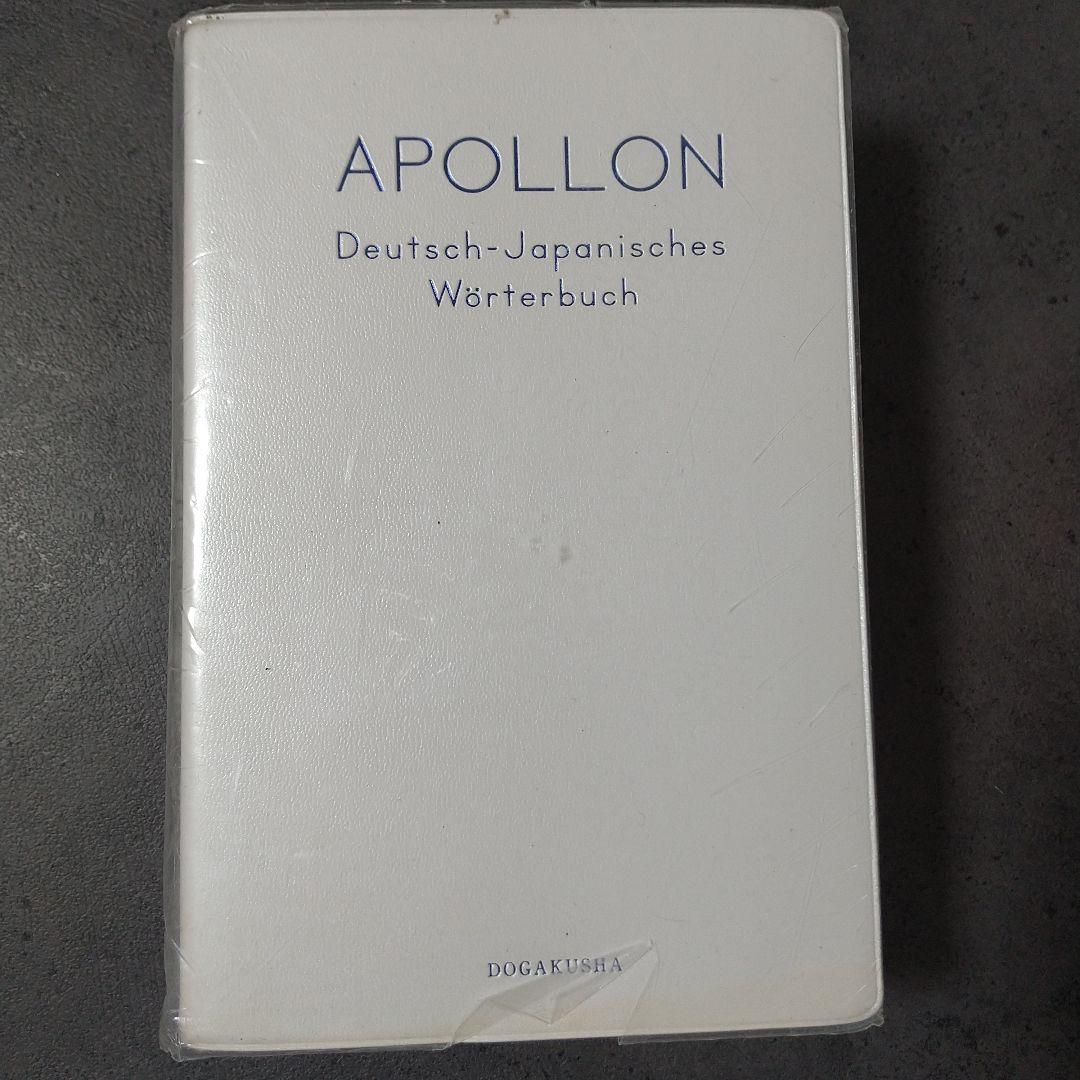 APOLLON
Deutsch-Japanisches
Wörterbuch
DOGAKUSHA